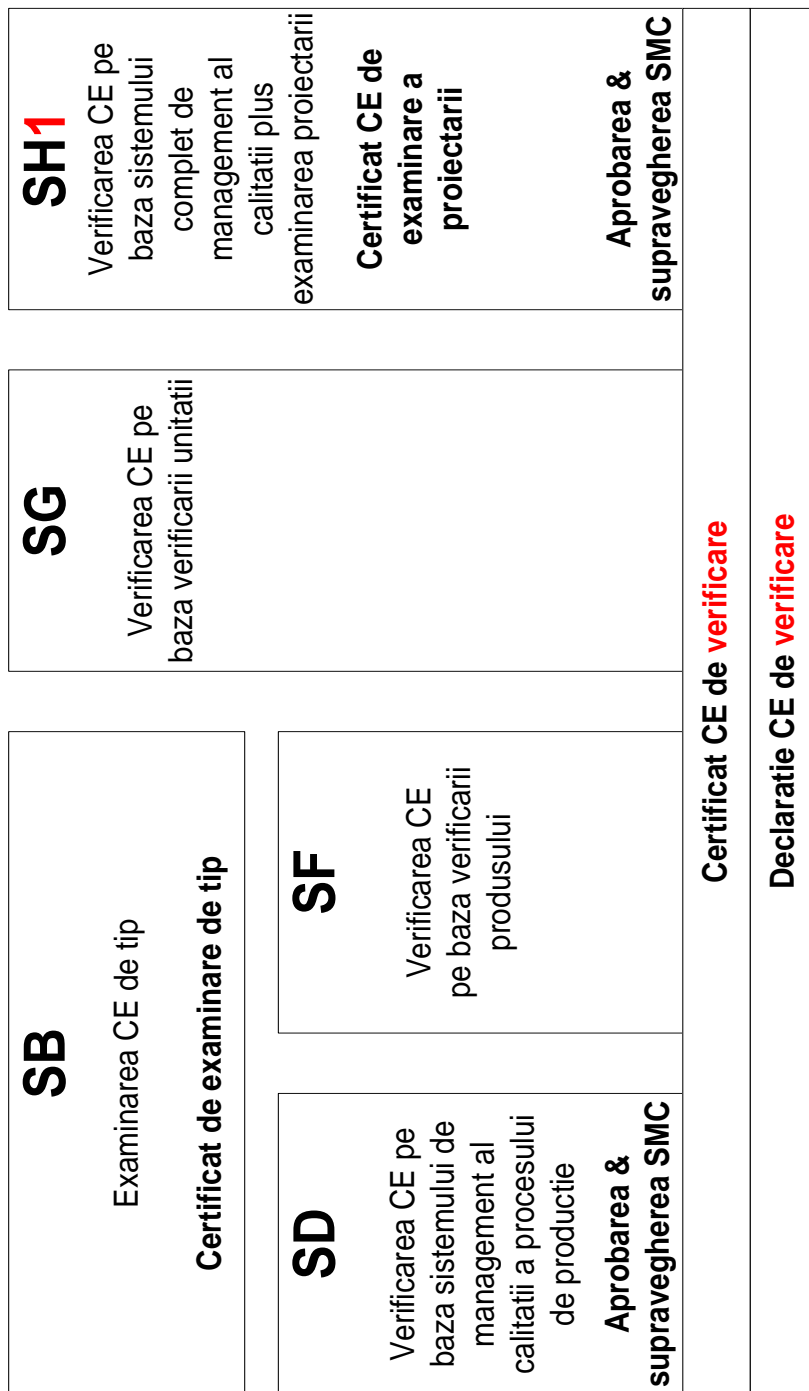 SB
Examinarea CE de tip
Certificat de examinare de tip
SD
Verificarea CE pe
baza sistemului de
management al
calitatii a procesului
de productie
Aprobarea &
supravegherea SMC
SF
Verificarea CE
pe baza verificarii
produsului
SG
Verificarea CE pe
baza verificarii unitatii
SH1
Verificarea CE pe
baza sistemului
complet de
management al
calitatii plus
examinarea proiectarii
Certificat CE de
examinare a
proiectarii
Aprobarea &
supravegherea SMC
Certificat CE de verificare
Declaratie CE de verificare